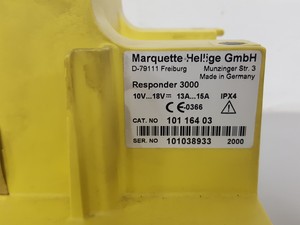 Marquette Hellige GmbH
D-79111 Freiburg Munzinger Str. 3
Made in Germany
Responder 3000
10V...18V⎓ 13A...15A IPX4
CE-0366
CAT. NO 101 164 03
SER. NO 101038933 2000